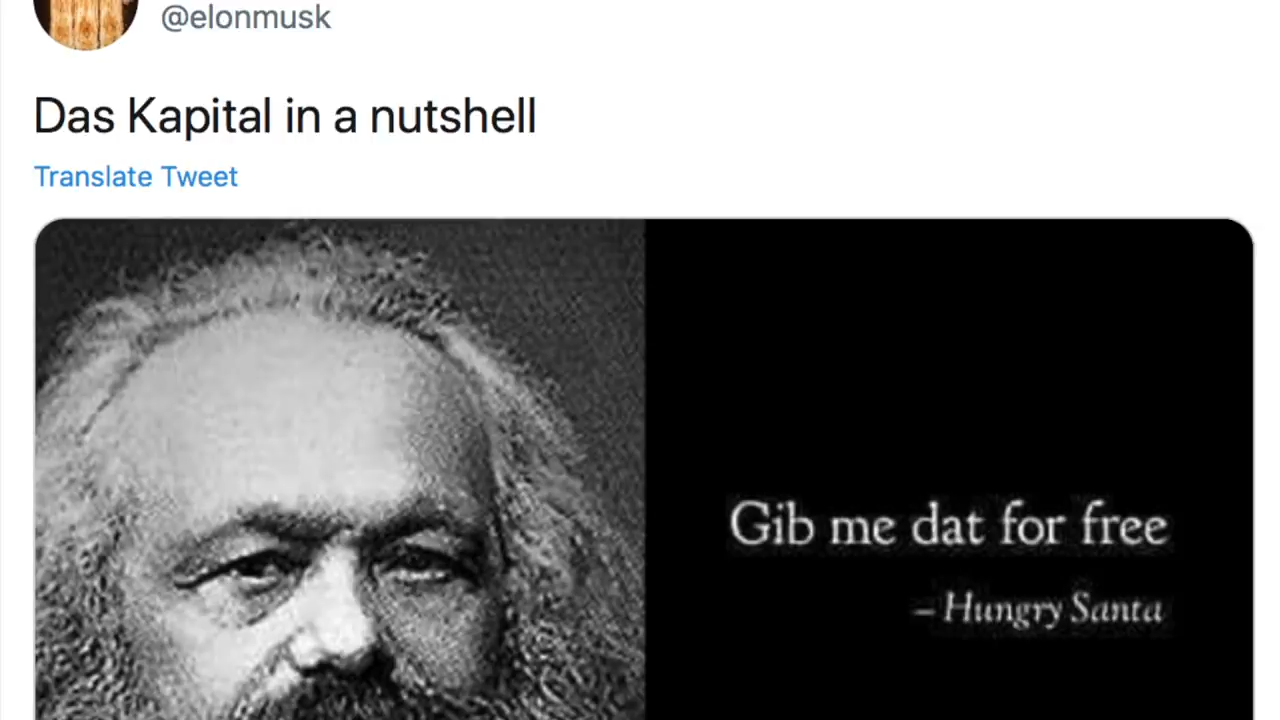 @elonmusk
Das Kapital in a nutshell
Translate Tweet
Gib me dat for free
– Hungry Santa